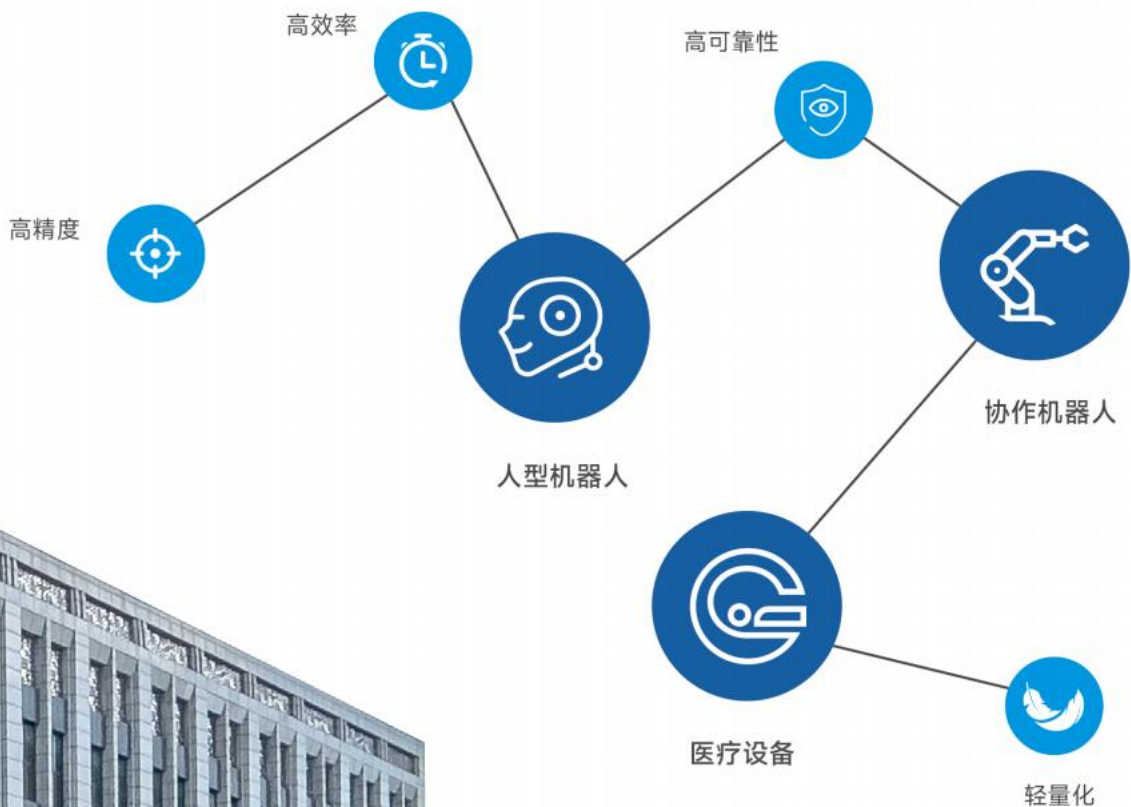 高效率
高可靠性
高精度
协作机器人
人型机器人
医疗设备
轻量化